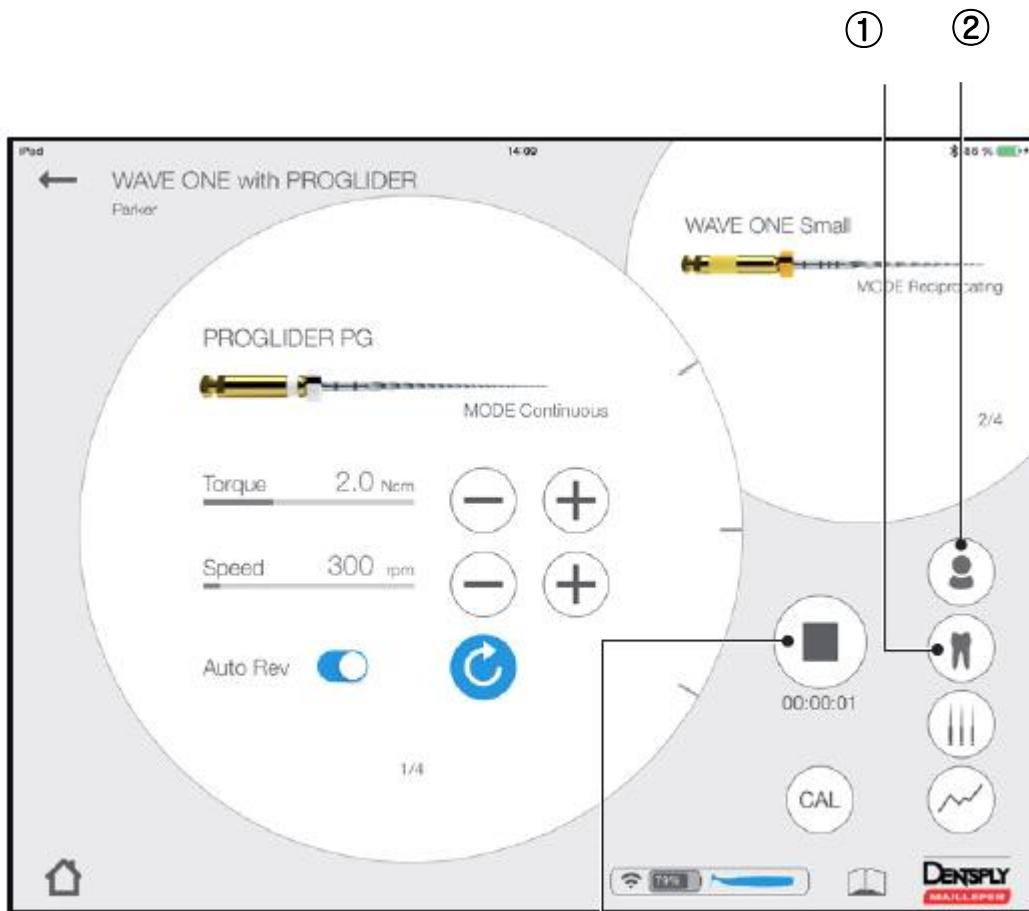 ① ②
iPad 14:09 86 %
WAVE ONE with PROGLIDER
Parker
WAVE ONE Small
MODE Reciprocating
2/4
PROGLIDER PG
MODE Continuous
Torque 2.0 Ncm
Speed 300 rpm
Auto Rev
00:00:01
1/4
CAL
79%
DENTSPLY
MAILLEFER